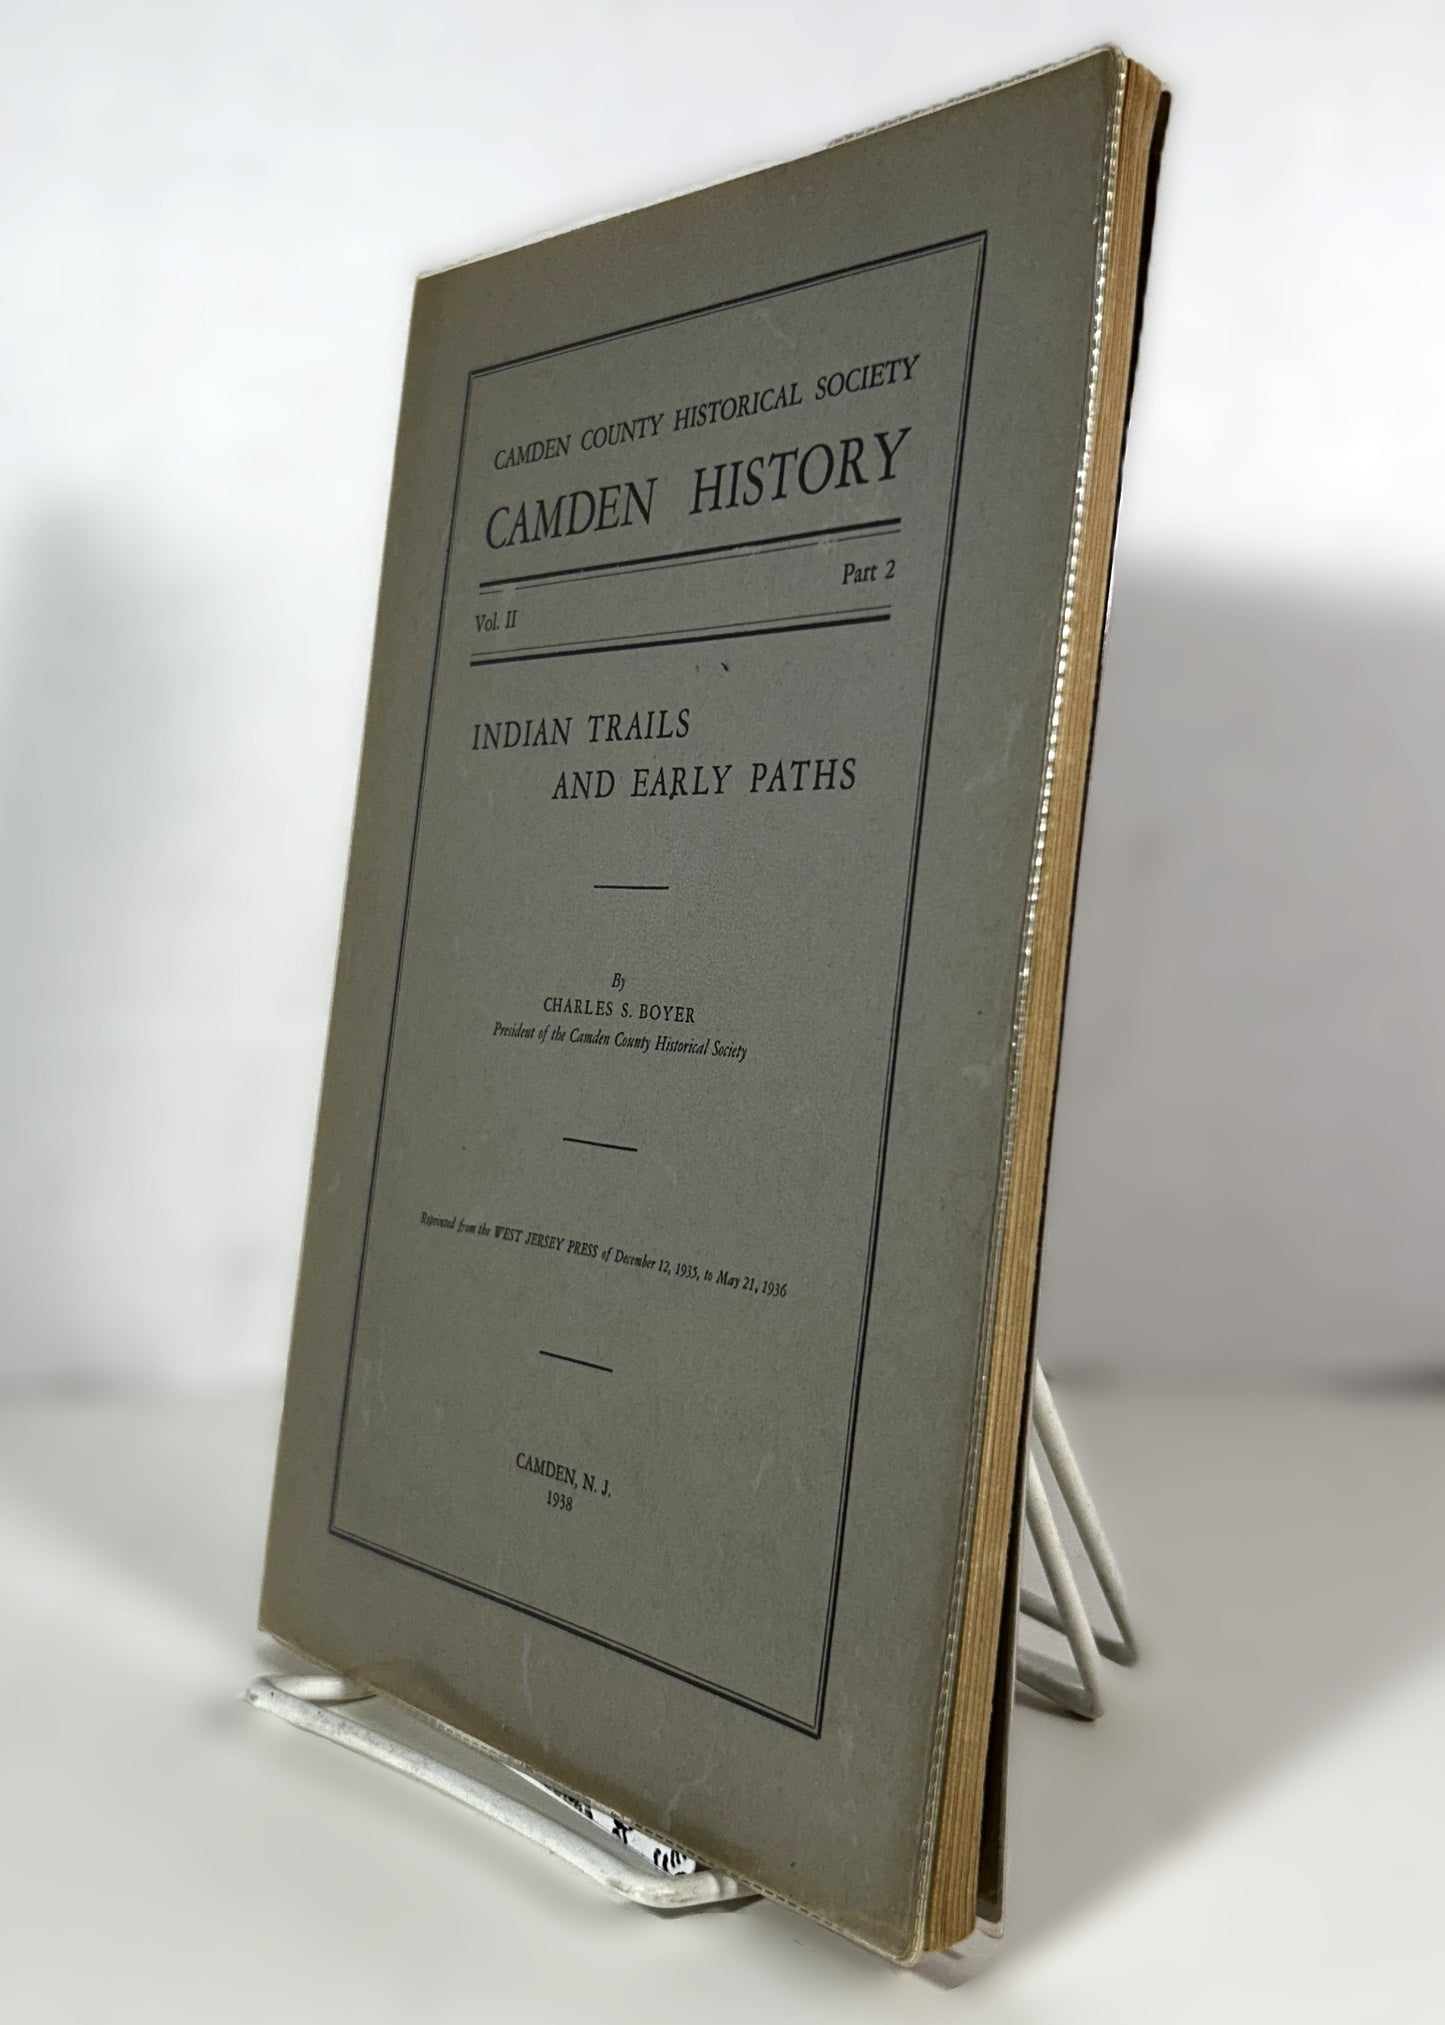 CAMDEN COUNTY HISTORICAL SOCIETY
CAMDEN HISTORY
Vol. II Part 2
INDIAN TRAILS
AND EARLY PATHS
By
CHARLES S. BOYER
President of the Camden County Historical Society
Reprinted from the WEST JERSEY PRESS of December 12, 1935, to May 21, 1936
CAMDEN, N. J.
1938